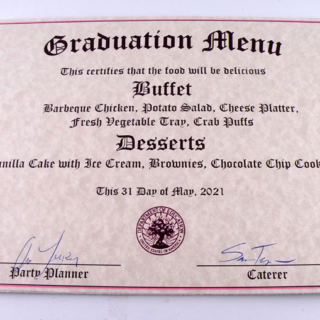 Graduation Menu
This certifies that the food will be delicious
Buffet
Barbeque Chicken, Potato Salad, Cheese Platter,
Fresh Vegetable Tray, Crab Puffs
Desserts
nilla Cake with Ice Cream, Brownies, Chocolate Chip Cook
This 31 Day of May, 2021
Party Planner
Caterer